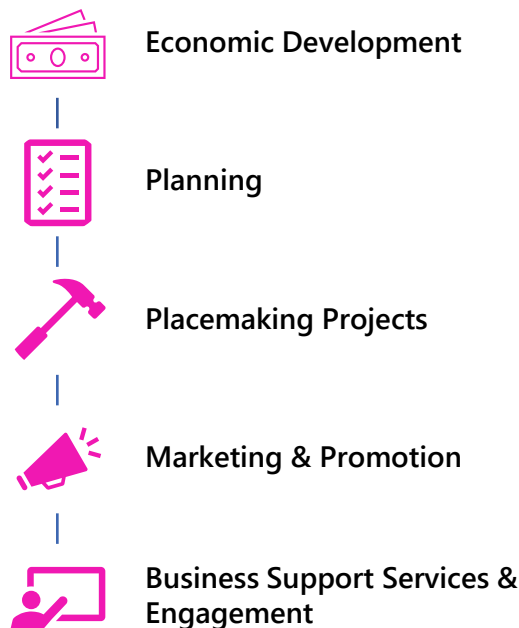 Economic Development
Planning
Placemaking Projects
Marketing & Promotion
Business Support Services &
Engagement